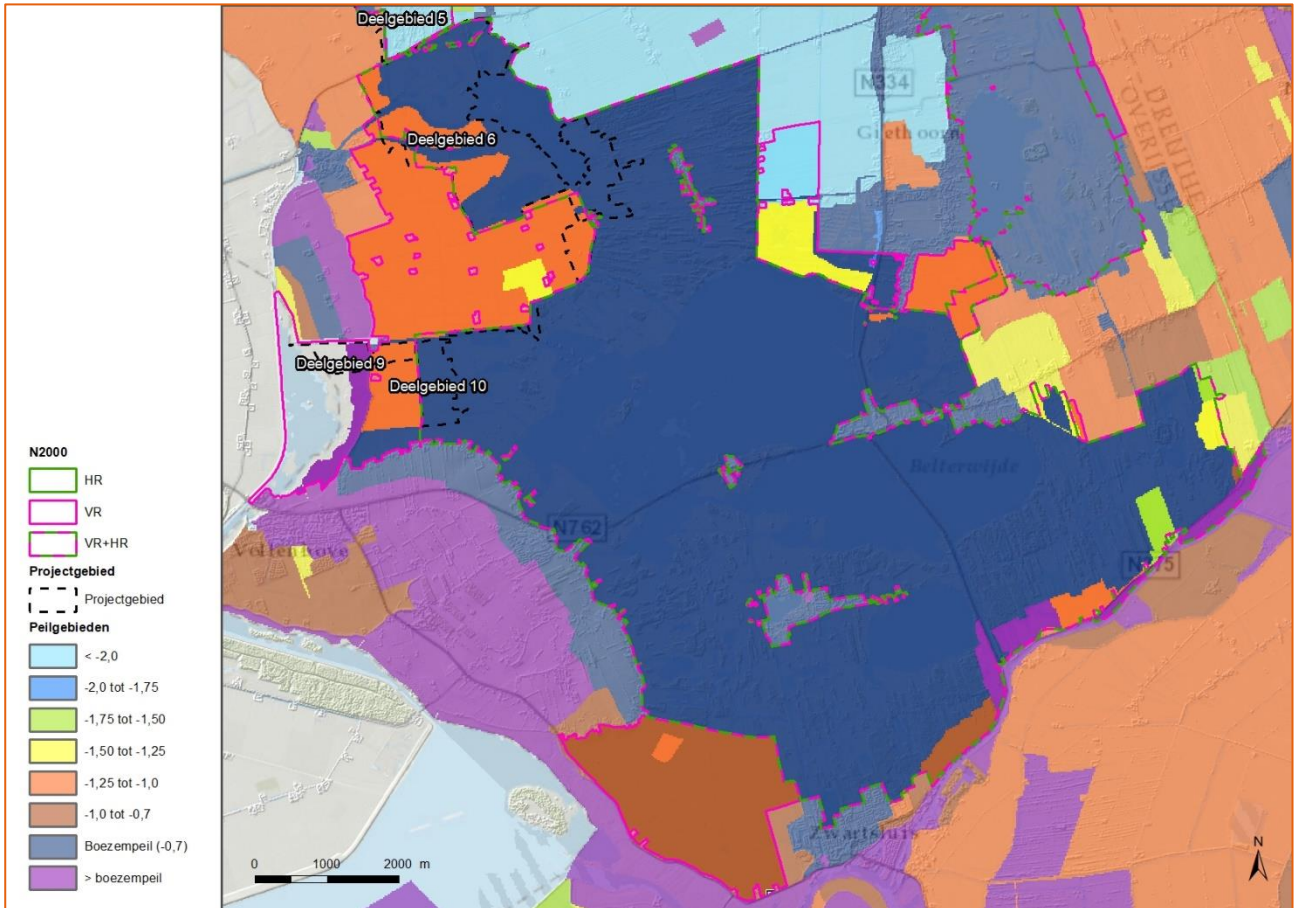 Deelgebied 5
N334
Giethoorn
DRENTHE
Deelgebied 6
Deelgebied 9
Deelgebied 10
Belterwijde
N762
Vollenhove
N375
Zwartsluis
N2000
HR
VR
VR+HR
Projectgebied
Projectgebied
Peilgebieden
< -2,0
-2,0 tot -1,75
-1,75 tot -1,50
-1,50 tot -1,25
-1,25 tot -1,0
-1,0 tot -0,7
Boezempeil (-0,7)
> boezempeil
0 1000 2000 m
N